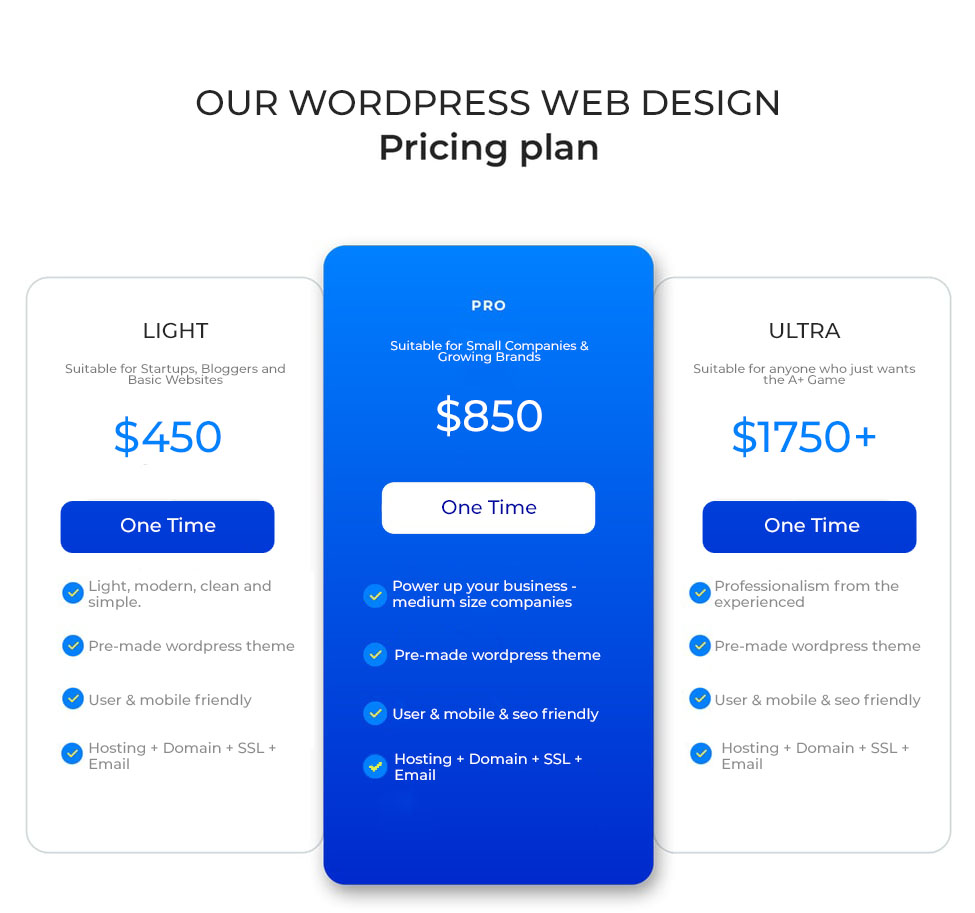 OUR WORDPRESS WEB DESIGN
Pricing plan
LIGHT
Suitable for Startups, Bloggers and
Basic Websites
$450
One Time
Light, modern, clean and
simple.
Pre-made wordpress theme
User & mobile friendly
Hosting + Domain + SSL +
Email
PRO
Suitable for Small Companies &
Growing Brands
$850
One Time
Power up your business -
medium size companies
Pre-made wordpress theme
User & mobile & seo friendly
Hosting + Domain + SSL +
Email
ULTRA
Suitable for anyone who just wants
the A+ Game
$1750+
One Time
Professionalism from the
experienced
Pre-made wordpress theme
User & mobile & seo friendly
Hosting + Domain + SSL +
Email